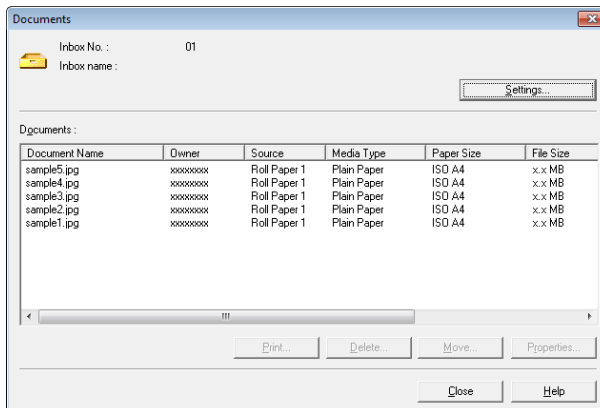 Documents
Inbox No. : 01
Inbox name :
Settings...
Documents :
Document Name Owner Source Media Type Paper Size File Size
sample5.jpg xxxxxxxx Roll Paper 1 Plain Paper ISO A4 x.x MB
sample4.jpg xxxxxxxx Roll Paper 1 Plain Paper ISO A4 x.x MB
sample3.jpg xxxxxxxx Roll Paper 1 Plain Paper ISO A4 x.x MB
sample2.jpg xxxxxxxx Roll Paper 1 Plain Paper ISO A4 x.x MB
sample1.jpg xxxxxxxx Roll Paper 1 Plain Paper ISO A4 x.x MB
Print... Delete... Move... Properties...
Close Help